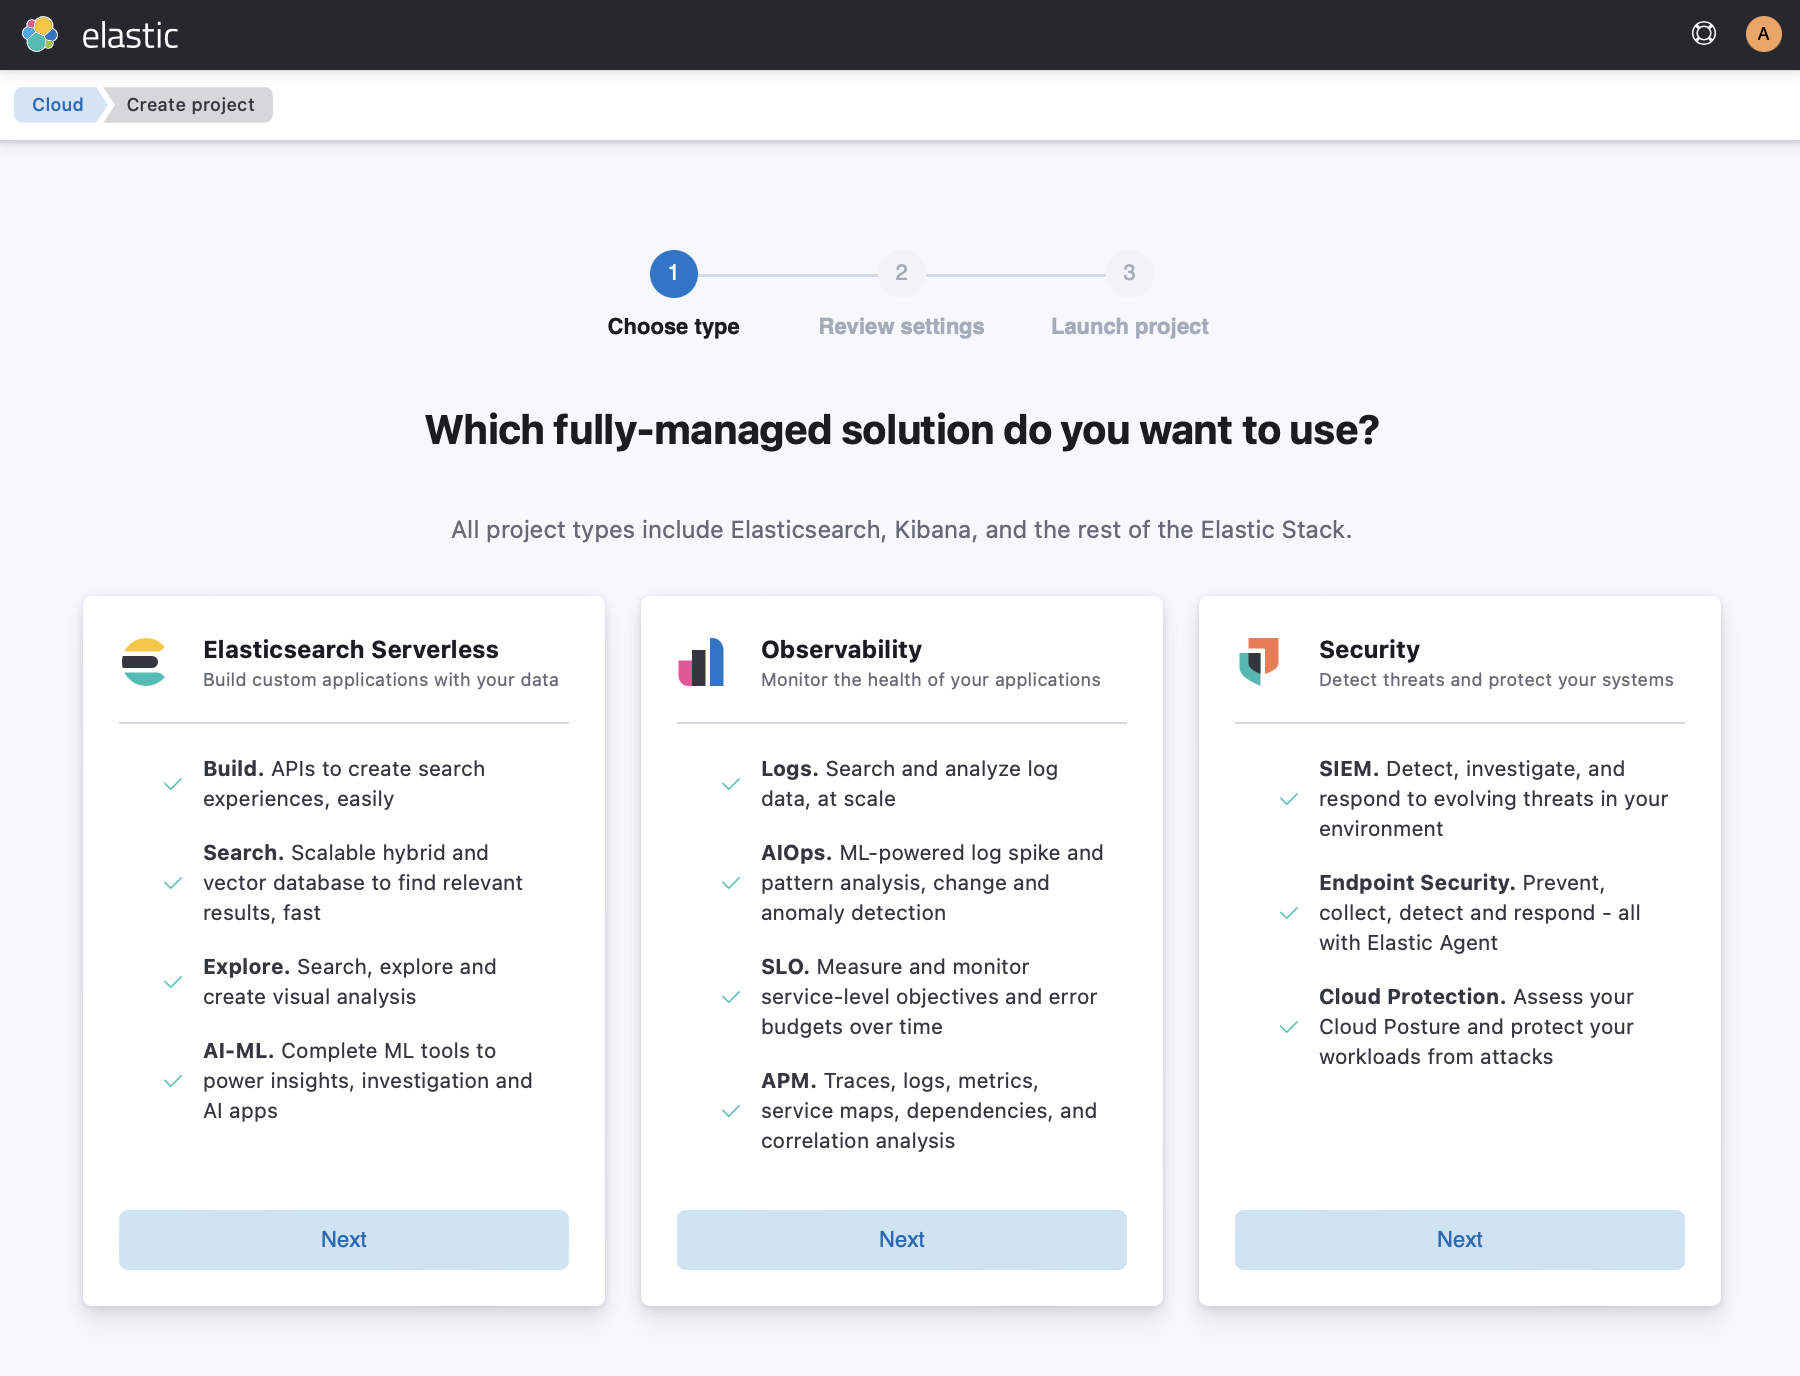 elastic
A
Cloud
Create project
1
2
3
Choose type
Review settings
Launch project
Which fully-managed solution do you want to use?
All project types include Elasticsearch, Kibana, and the rest of the Elastic Stack.
Elasticsearch Serverless
Build custom applications with your data
Build. APIs to create search
experiences, easily
Search. Scalable hybrid and
vector database to find relevant
results, fast
Explore. Search, explore and
create visual analysis
AI-ML. Complete ML tools to
power insights, investigation and
AI apps
Next
Observability
Monitor the health of your applications
Logs. Search and analyze log
data, at scale
AIOps. ML-powered log spike and
pattern analysis, change and
anomaly detection
SLO. Measure and monitor
service-level objectives and error
budgets over time
APM. Traces, logs, metrics,
service maps, dependencies, and
correlation analysis
Next
Security
Detect threats and protect your systems
SIEM. Detect, investigate, and
respond to evolving threats in your
environment
Endpoint Security. Prevent,
collect, detect and respond - all
with Elastic Agent
Cloud Protection. Assess your
Cloud Posture and protect your
workloads from attacks
Next